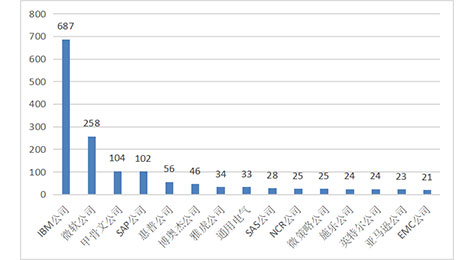 800
700
600
500
400
300
200
100
0
687
258
104
102
56
46
34
33
28
25
25
24
24
23
21
IBM公司
微软公司
甲骨文公司
SAP公司
惠普公司
博奥杰公司
雅虎公司
通用电气
SAS公司
NCR公司
微策略公司
施乐公司
英特尔公司
亚马逊公司
EMC公司